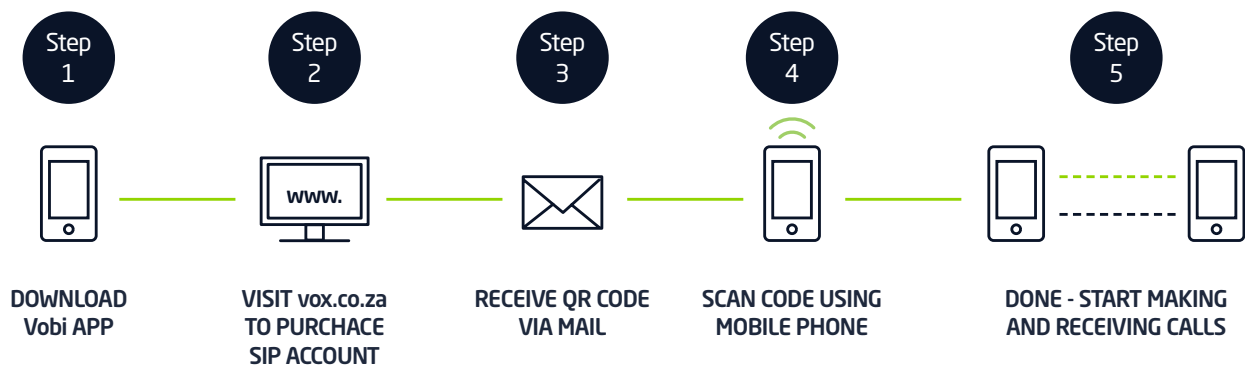 Step
1
Step
2
Step
3
Step
4
Step
5
www.
DOWNLOAD
Vobi APP
VISIT vox.co.za
TO PURCHACE
SIP ACCOUNT
RECEIVE QR CODE
VIA MAIL
SCAN CODE USING
MOBILE PHONE
DONE - START MAKING
AND RECEIVING CALLS